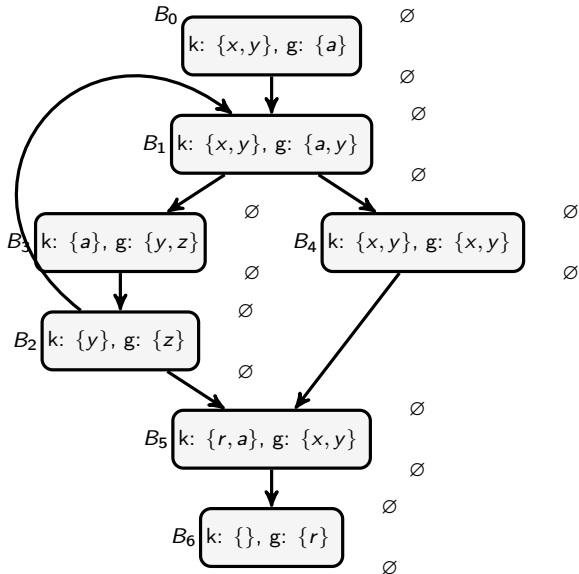 B₀ ∅
k: {x, y}, g: {a}
∅
∅
B₁ k: {x, y}, g: {a, y}
∅
∅ ∅
B₃ k: {a}, g: {y, z} B₄ k: {x, y}, g: {x, y}
∅ ∅
∅
B₂ k: {y}, g: {z}
∅
∅
B₅ k: {r, a}, g: {x, y}
∅
∅
B₆ k: {}, g: {r}
∅